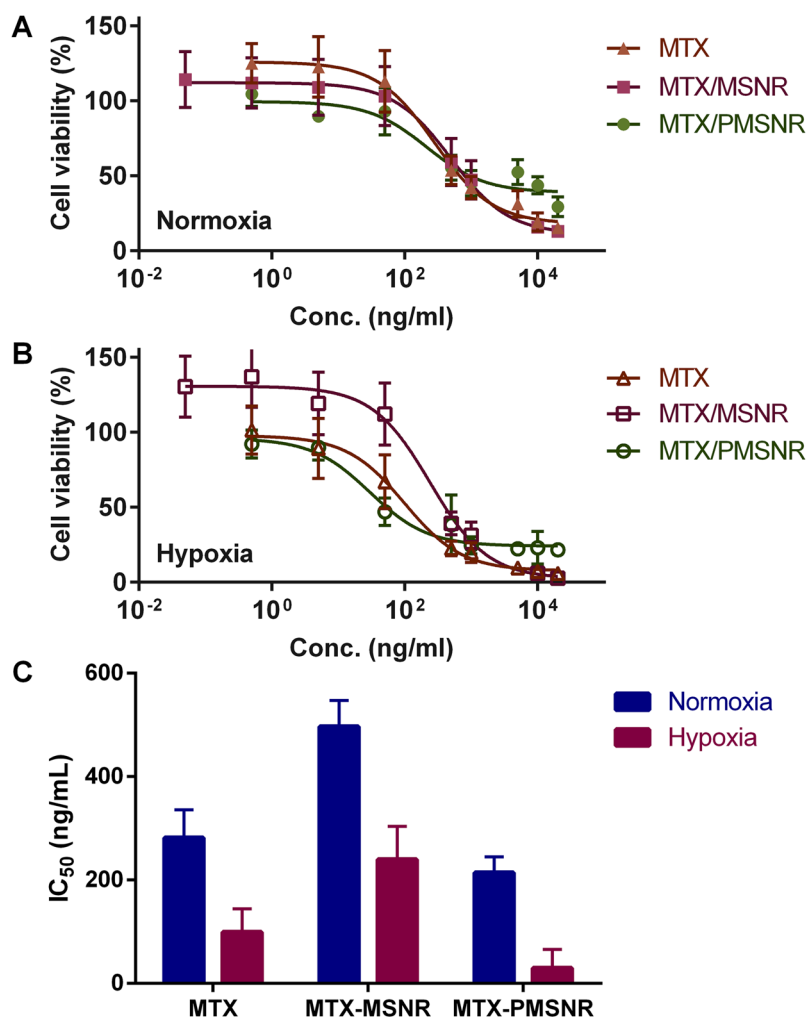 A
Cell viability (%)
150
100
50
0
10-2
100
102
104
Conc. (ng/ml)
Normoxia
MTX
MTX/MSNR
MTX/PMSNR
B
Cell viability (%)
150
100
50
0
10-2
100
102
104
Conc. (ng/ml)
Hypoxia
MTX
MTX/MSNR
MTX/PMSNR
C
IC50 (ng/mL)
600
400
200
0
MTX
MTX-MSNR
MTX-PMSNR
Normoxia
Hypoxia